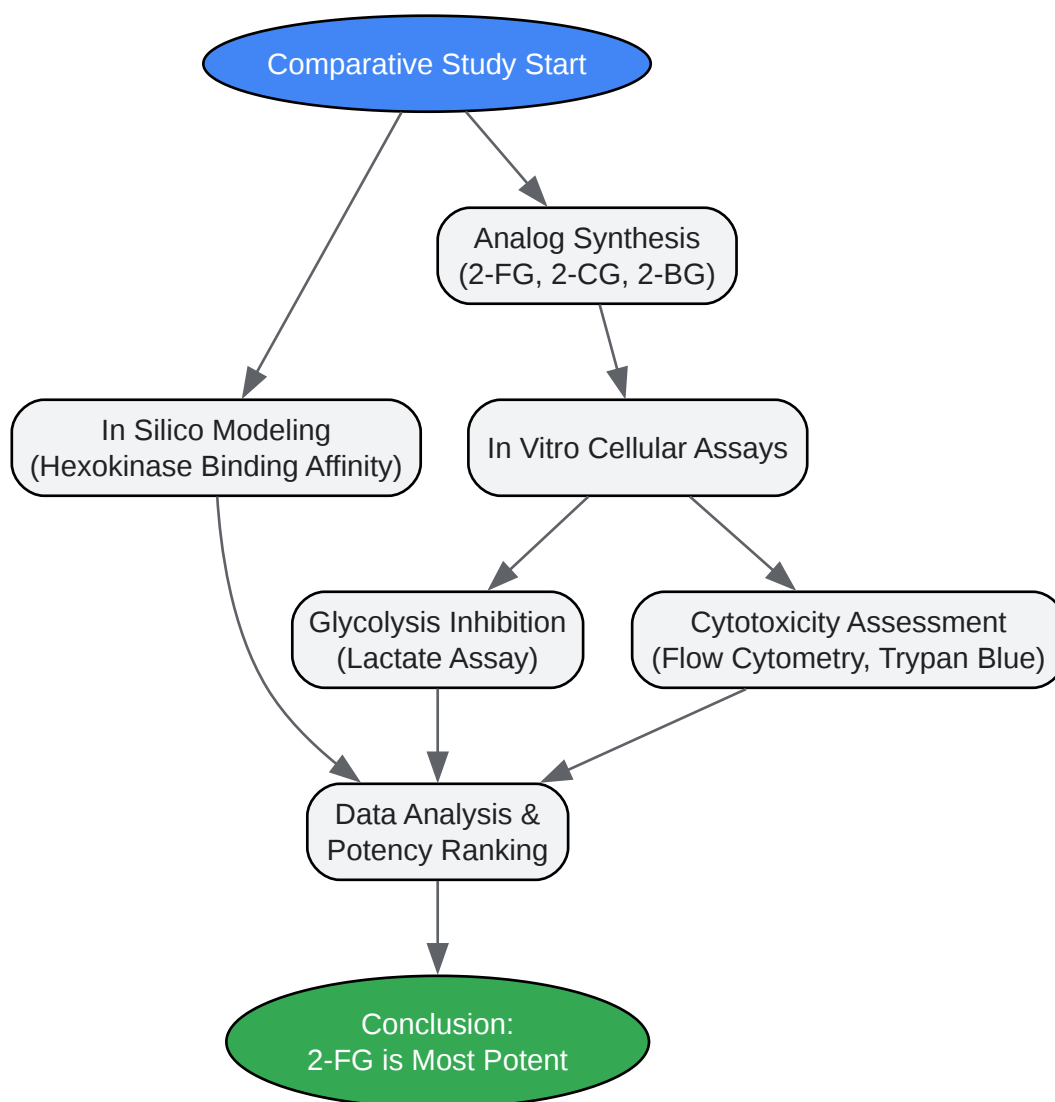 Comparative Study Start
Analog Synthesis
(2-FG, 2-CG, 2-BG)
In Silico Modeling
(Hexokinase Binding Affinity)
In Vitro Cellular Assays
Glycolysis Inhibition
(Lactate Assay)
Cytotoxicity Assessment
(Flow Cytometry, Trypan Blue)
Data Analysis &
Potency Ranking
Conclusion:
2-FG is Most Potent